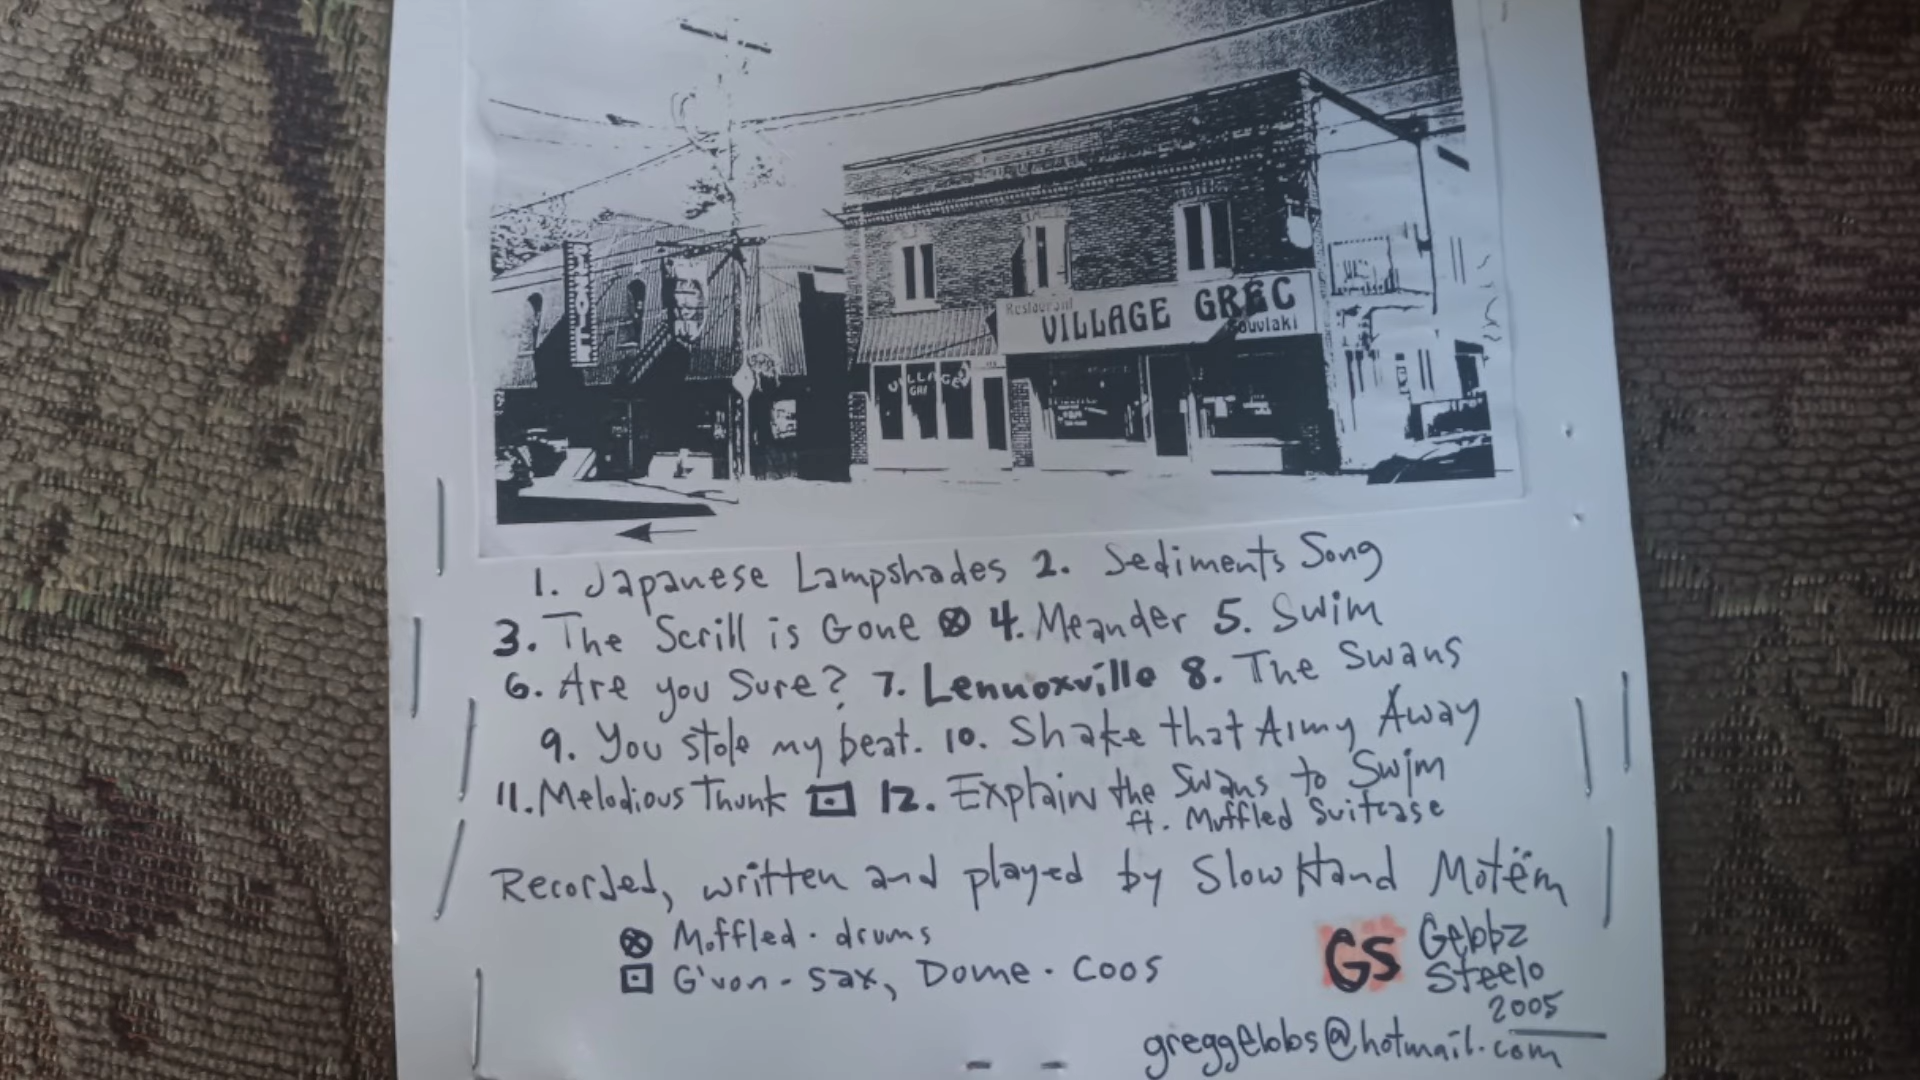 Restaurant
VILLAGE GREC
Souvlaki
VILLAGE
1. Japanese Lampshades 2. Sediments Song
3. The Scrill is Gone ⊗ 4. Meander 5. Swim
6. Are you Sure? 7. Lennoxville 8. The Swans
9. You stole my beat. 10. Shake that Army Away
11. Melodious Thunk ⊡ 12. Explain the Swans to Swim
ft. Muffled Suitcase
Recorded, written and played by Slow Hand Motëm
⊗ Muffled - drums
⊡ G'von - sax, Dome - Coos
GS Gebbz
Steelo
2005
greggebbs@hotmail.com